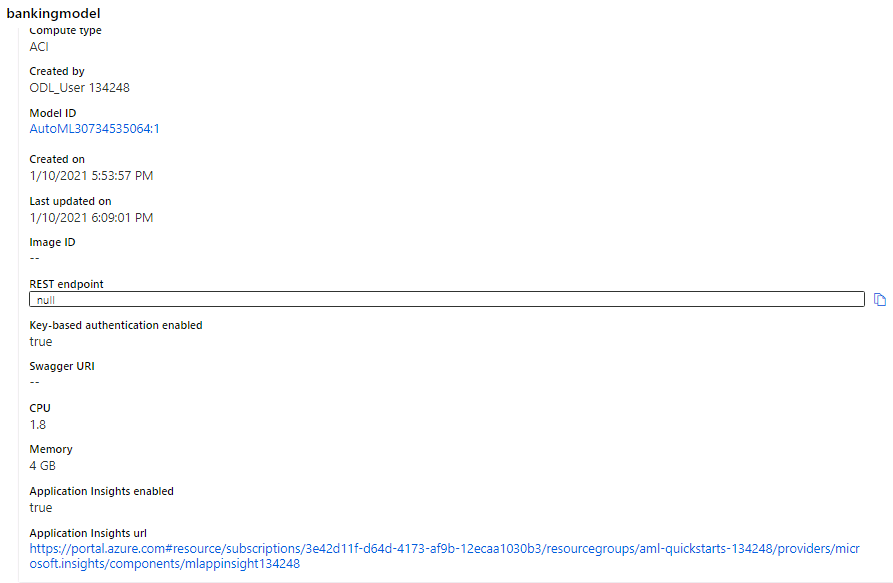 bankingmodel
Compute type
ACI
Created by
ODL_User 134248
Model ID
AutoML30734535064:1
Created on
1/10/2021 5:53:57 PM
Last updated on
1/10/2021 6:09:01 PM
Image ID
--
REST endpoint
null
Key-based authentication enabled
true
Swagger URI
--
CPU
1.8
Memory
4 GB
Application Insights enabled
true
Application Insights url
https://portal.azure.com#resource/subscriptions/3e42d11f-d64d-4173-af9b-12ecaa1030b3/resourcegroups/aml-quickstarts-134248/providers/micr
osoft.insights/components/mlappinsight134248